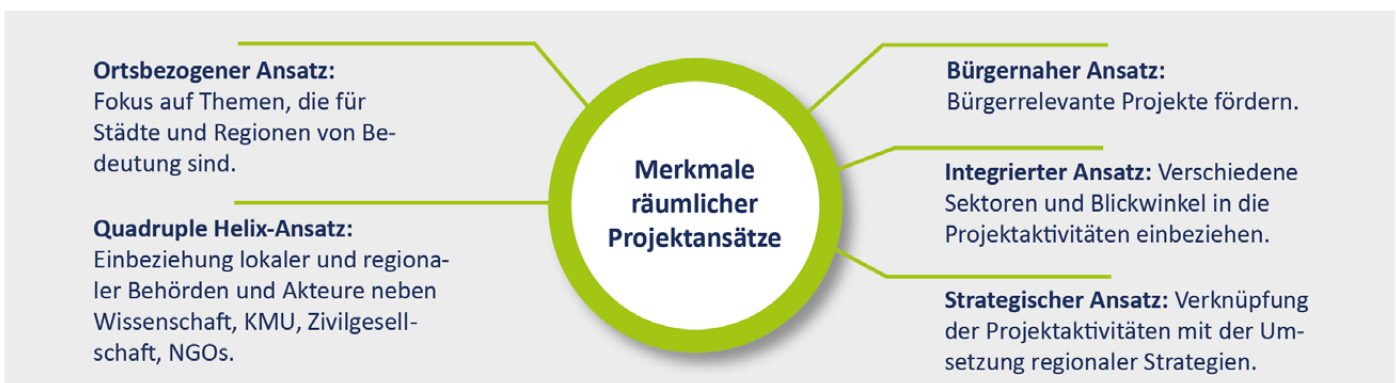 Ortsbezogener Ansatz:
Fokus auf Themen, die für
Städte und Regionen von Be-
deutung sind.
Quadruple Helix-Ansatz:
Einbeziehung lokaler und regiona-
ler Behörden und Akteure neben
Wissenschaft, KMU, Zivilgesell-
schaft, NGOs.
Merkmale
räumlicher
Projektansätze
Bürgernaher Ansatz:
Bürgerrelevante Projekte fördern.
Integrierter Ansatz: Verschiedene
Sektoren und Blickwinkel in die
Projektaktivitäten einbeziehen.
Strategischer Ansatz: Verknüpfung
der Projektaktivitäten mit der Um-
setzung regionaler Strategien.